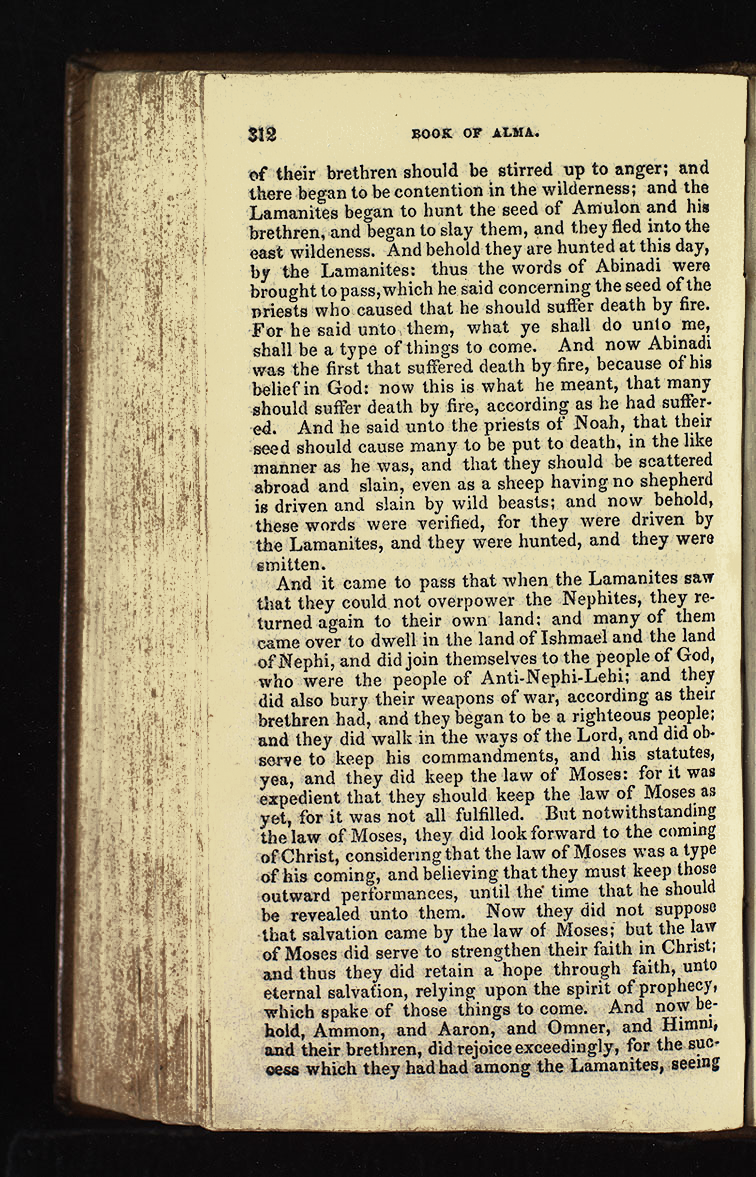 312 BOOK OF ALMA.
of their brethren should be stirred up to anger; and
there began to be contention in the wilderness; and the
Lamanites began to hunt the seed of Amulon and his
brethren, and began to slay them, and they fled into the
east wildeness. And behold they are hunted at this day,
by the Lamanites: thus the words of Abinadi were
brought to pass, which he said concerning the seed of the
priests who caused that he should suffer death by fire.
For he said unto them, what ye shall do unto me,
shall be a type of things to come. And now Abinadi
was the first that suffered death by fire, because of his
belief in God: now this is what he meant, that many
should suffer death by fire, according as he had suffer-
ed. And he said unto the priests of Noah, that their
seed should cause many to be put to death, in the like
manner as he was, and that they should be scattered
abroad and slain, even as a sheep having no shepherd
is driven and slain by wild beasts; and now behold,
these words were verified, for they were driven by
the Lamanites, and they were hunted, and they were
smitten.
And it came to pass that when the Lamanites saw
that they could not overpower the Nephites, they re-
turned again to their own land: and many of them
came over to dwell in the land of Ishmael and the land
of Nephi, and did join themselves to the people of God,
who were the people of Anti-Nephi-Lehi; and they
did also bury their weapons of war, according as their
brethren had, and they began to be a righteous people;
and they did walk in the ways of the Lord, and did ob-
serve to keep his commandments, and his statutes,
yea, and they did keep the law of Moses: for it was
expedient that they should keep the law of Moses as
yet, for it was not all fulfilled. But notwithstanding
the law of Moses, they did look forward to the coming
of Christ, considering that the law of Moses was a type
of his coming, and believing that they must keep those
outward performances, until the time that he should
be revealed unto them. Now they did not suppose
that salvation came by the law of Moses; but the law
of Moses did serve to strengthen their faith in Christ;
and thus they did retain a hope through faith, unto
eternal salvation, relying upon the spirit of prophecy,
which spake of those things to come. And now be-
hold, Ammon, and Aaron, and Omner, and Himni,
and their brethren, did rejoice exceedingly, for the suc-
cess which they had had among the Lamanites, seeing